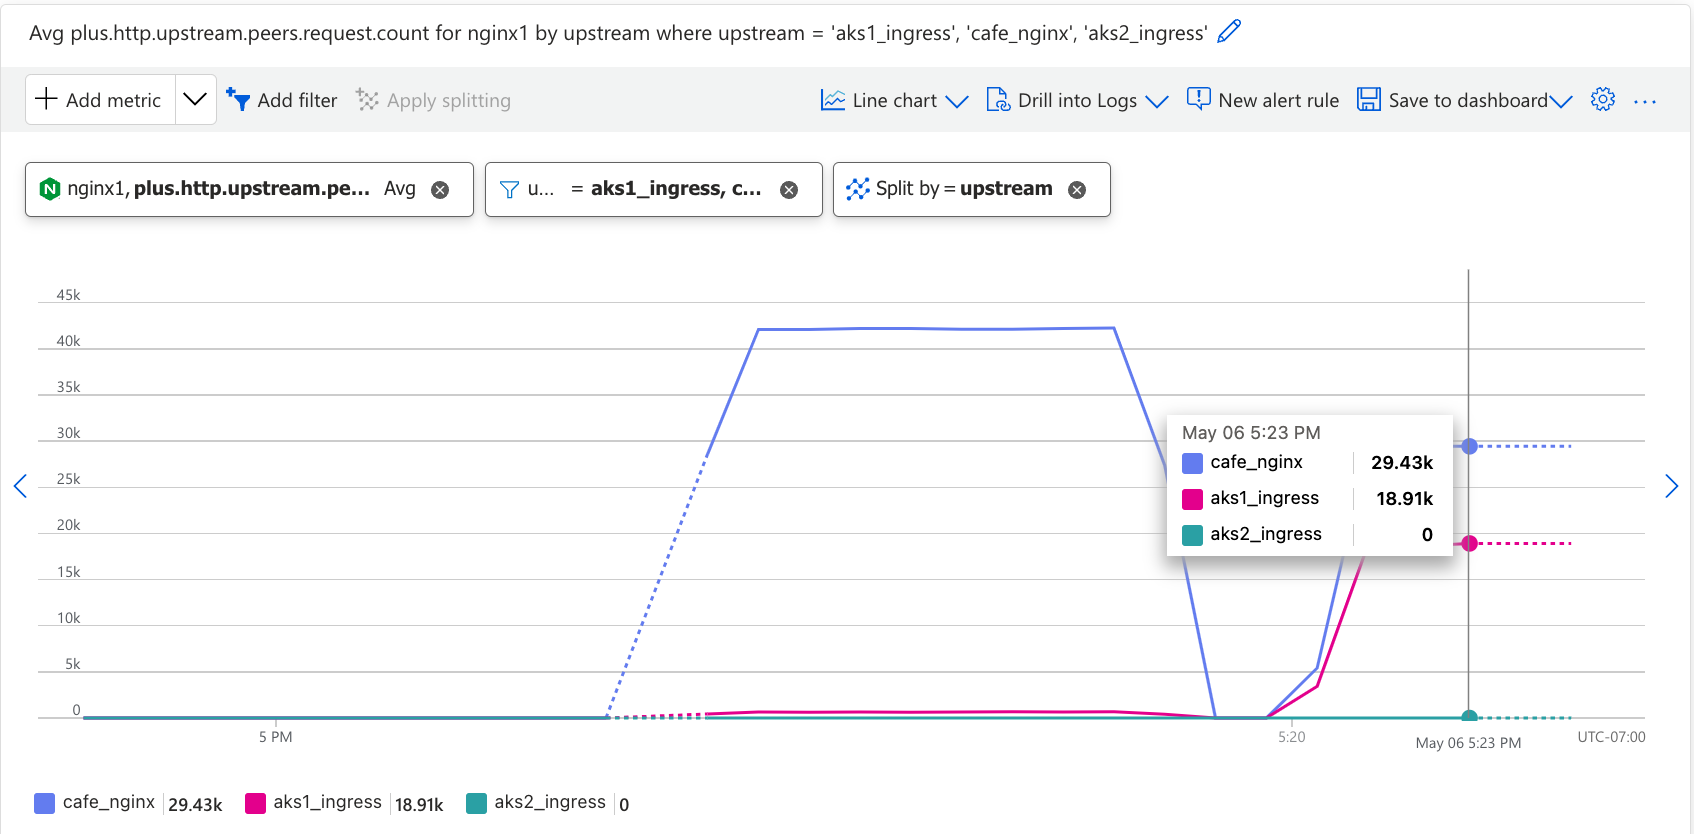 Avg plus.http.upstream.peers.request.count for nginx1 by upstream where upstream = 'aks1_ingress', 'cafe_nginx', 'aks2_ingress'
Add metric
Add filter
Apply splitting
Line chart
Drill into Logs
New alert rule
Save to dashboard
...
N nginx1, plus.http.upstream.pe... Avg
u... = aks1_ingress, c...
Split by = upstream
45k
40k
35k
30k
25k
20k
15k
10k
5k
0
May 06 5:23 PM
cafe_nginx 29.43k
aks1_ingress 18.91k
aks2_ingress 0
5 PM
5:20
May 06 5:23 PM
UTC-07:00
cafe_nginx 29.43k
aks1_ingress 18.91k
aks2_ingress 0